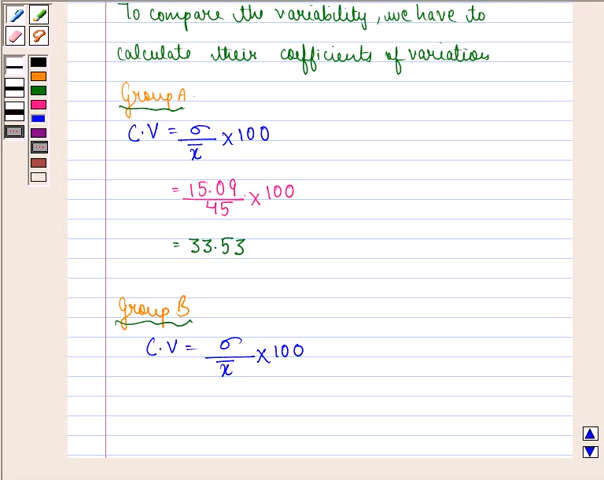 To compare the variability, we have to
calculate their coefficients of variation
Group A
C.V = σ/x̄ × 100
= 15.09/45 × 100
= 33.53
Group B
C.V = σ/x̄ × 100